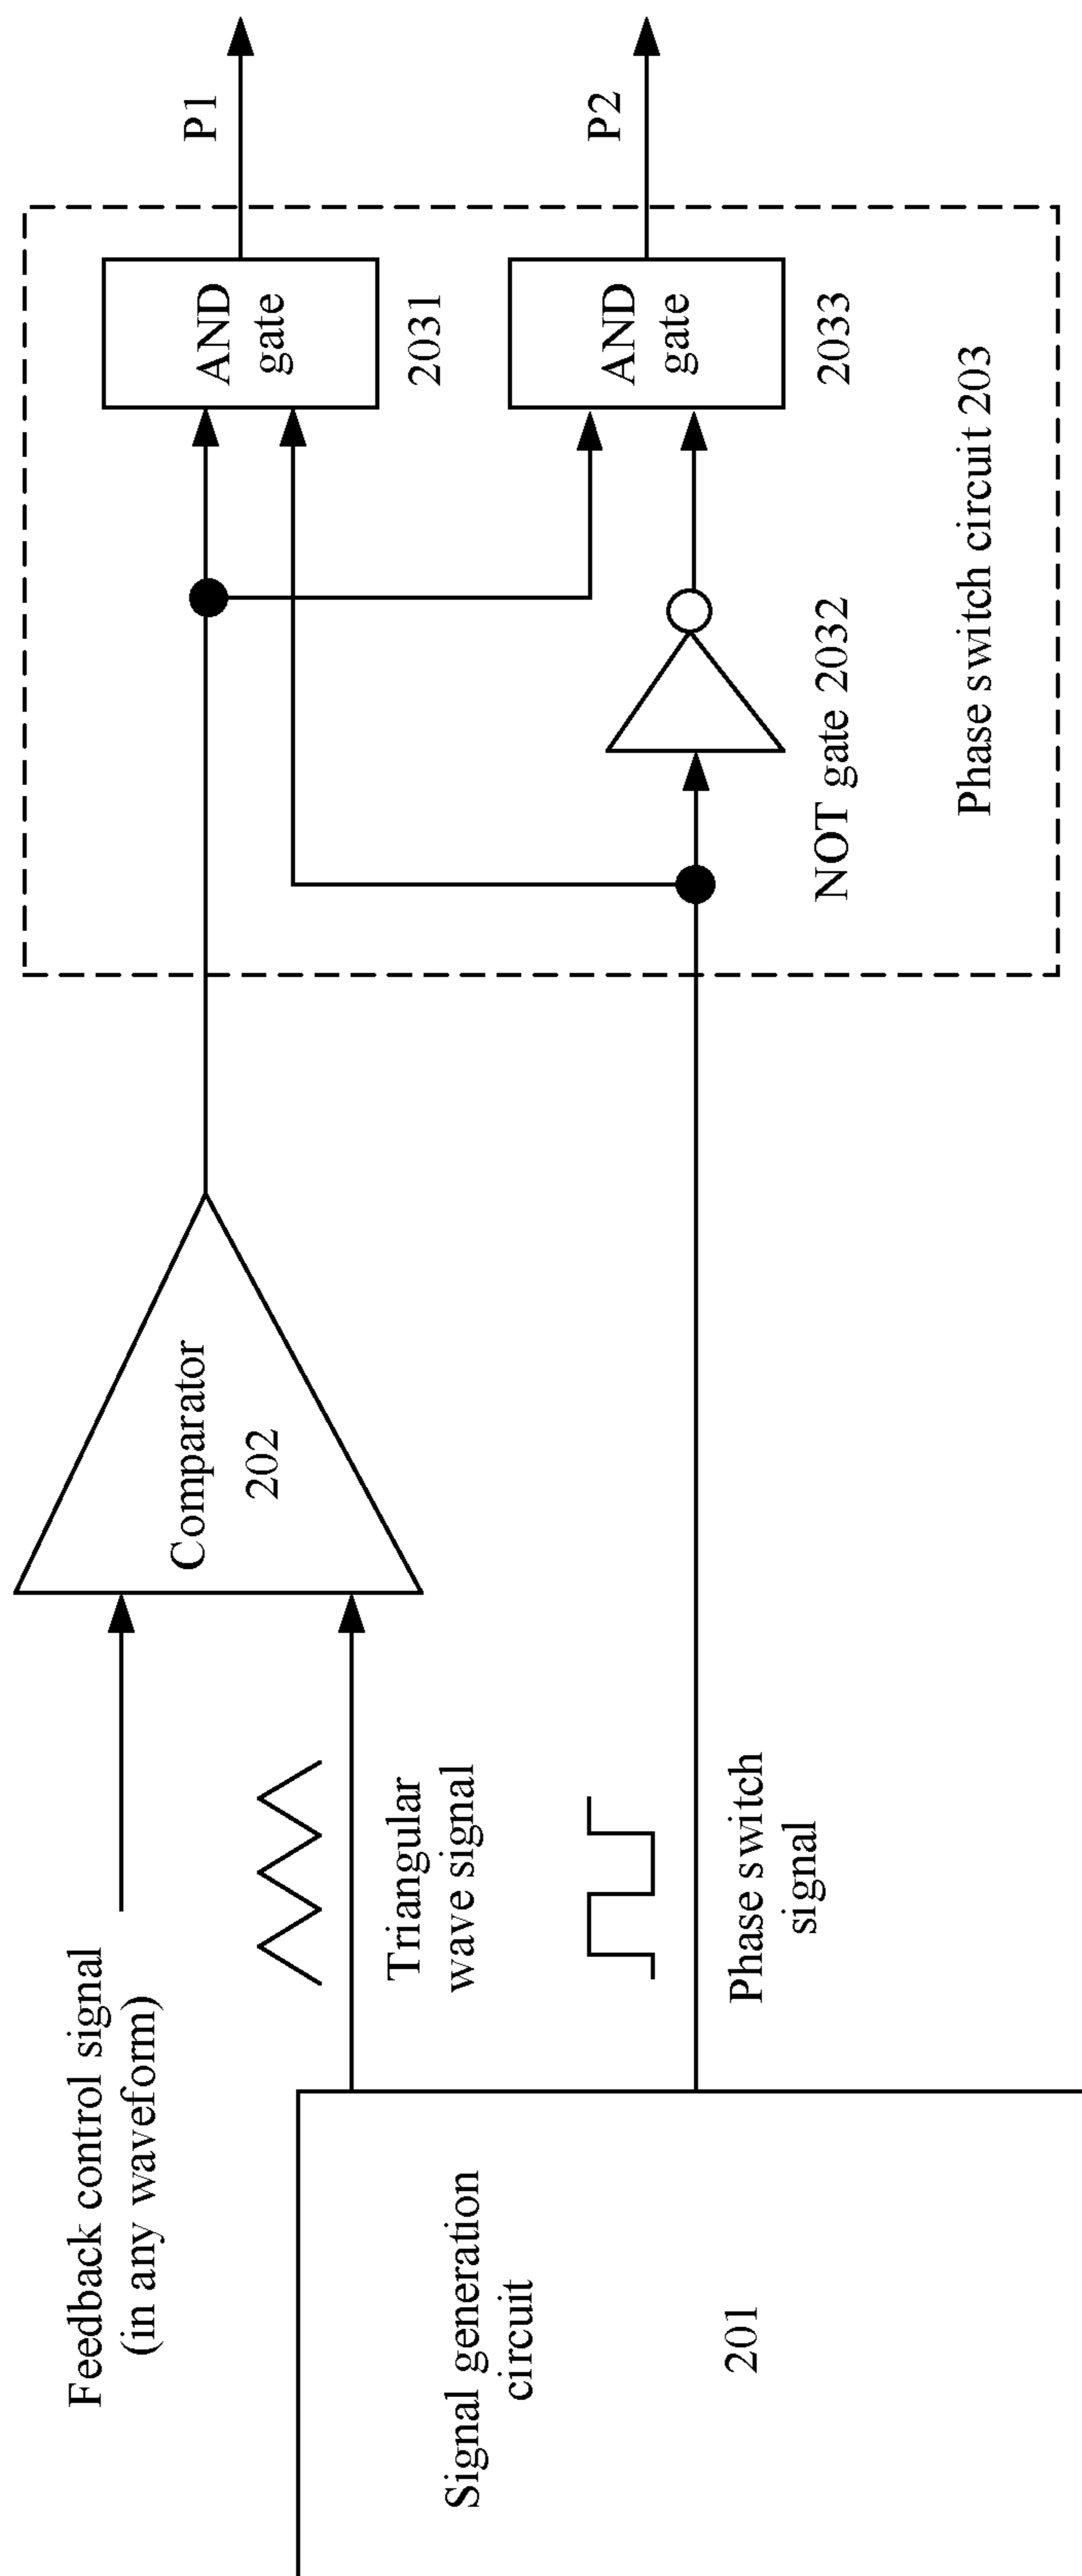 Feedback control signal
(in any waveform)
Signal generation
circuit
201
Triangular
wave signal
Phase switch
signal
Comparator
202
AND
gate
2031
P1
NOT gate 2032
AND
gate
2033
P2
Phase switch circuit 203